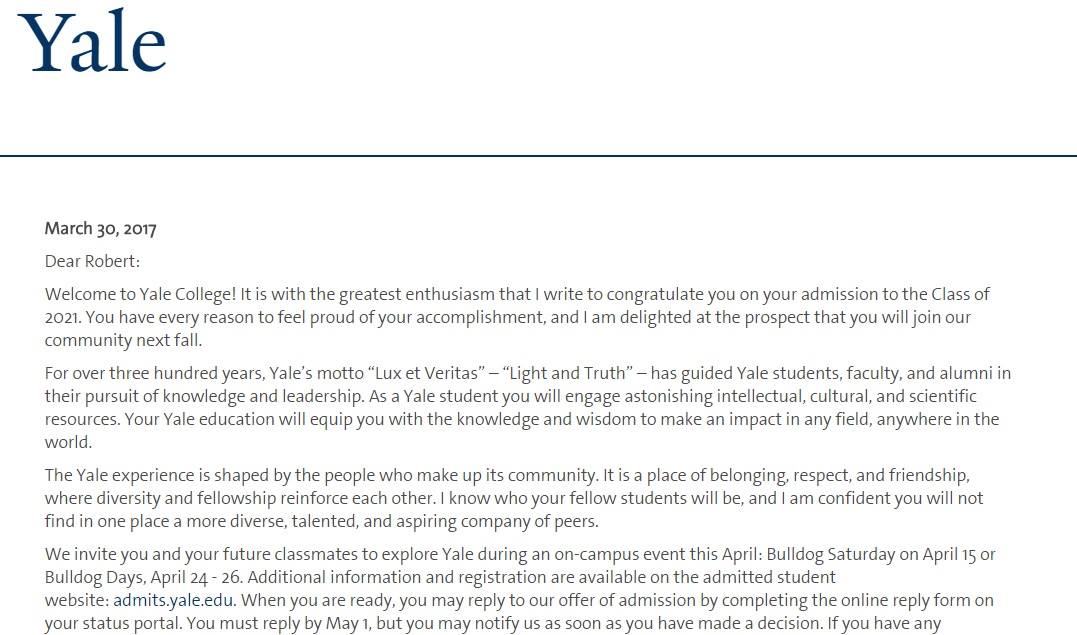 Yale
March 30, 2017
Dear Robert:
Welcome to Yale College! It is with the greatest enthusiasm that I write to congratulate you on your admission to the Class of
2021. You have every reason to feel proud of your accomplishment, and I am delighted at the prospect that you will join our
community next fall.
For over three hundred years, Yale’s motto “Lux et Veritas” – “Light and Truth” – has guided Yale students, faculty, and alumni in
their pursuit of knowledge and leadership. As a Yale student you will engage astonishing intellectual, cultural, and scientific
resources. Your Yale education will equip you with the knowledge and wisdom to make an impact in any field, anywhere in the
world.
The Yale experience is shaped by the people who make up its community. It is a place of belonging, respect, and friendship,
where diversity and fellowship reinforce each other. I know who your fellow students will be, and I am confident you will not
find in one place a more diverse, talented, and aspiring company of peers.
We invite you and your future classmates to explore Yale during an on-campus event this April: Bulldog Saturday on April 15 or
Bulldog Days, April 24 - 26. Additional information and registration are available on the admitted student
website: admits.yale.edu. When you are ready, you may reply to our offer of admission by completing the online reply form on
your status portal. You must reply by May 1, but you may notify us as soon as you have made a decision. If you have any